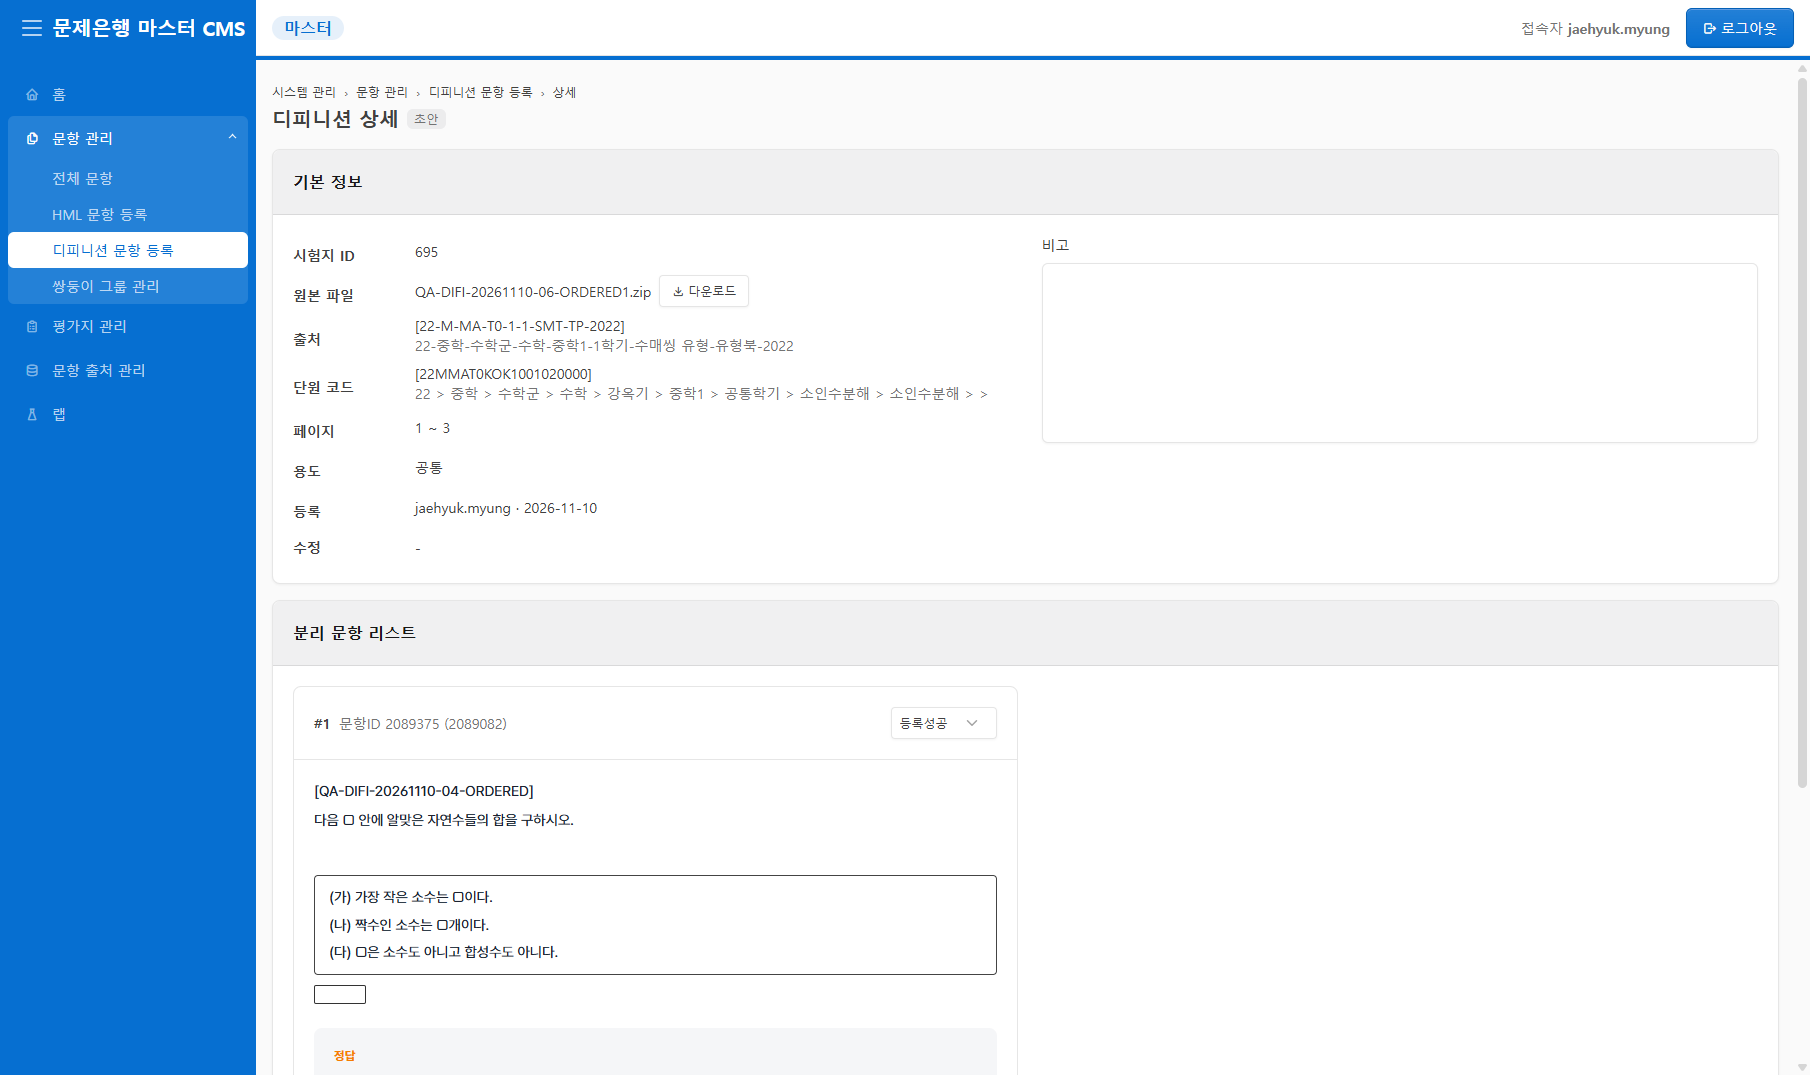 문제은행 마스터 CMS
마스터
접속자 jaehyuk.myung
로그아웃
홈
문항 관리
전체 문항
HML 문항 등록
디피니션 문항 등록
쌍둥이 그룹 관리
평가지 관리
문항 출처 관리
랩
시스템 관리 › 문항 관리 › 디피니션 문항 등록 › 상세
디피니션 상세 초안
기본 정보
시험지 ID 695
원본 파일 QA-DIFI-20261110-06-ORDERED1.zip 다운로드
출처 [22-M-MA-T0-1-1-SMT-TP-2022]
22-중학-수학군-수학-중학1-1학기-수매씽 유형-유형북-2022
단원 코드 [22MMAT0KOK1001020000]
22 > 중학 > 수학군 > 수학 > 강옥기 > 중학1 > 공통학기 > 소인수분해 > 소인수분해 > >
페이지 1 ~ 3
용도 공통
등록 jaehyuk.myung · 2026-11-10
수정 -
비고
분리 문항 리스트
#1 문항ID 2089375 (2089082)
등록성공
[QA-DIFI-20261110-04-ORDERED]
다음 □ 안에 알맞은 자연수들의 합을 구하시오.
(가) 가장 작은 소수는 □이다.
(나) 짝수인 소수는 □개이다.
(다) □은 소수도 아니고 합성수도 아니다.
정답